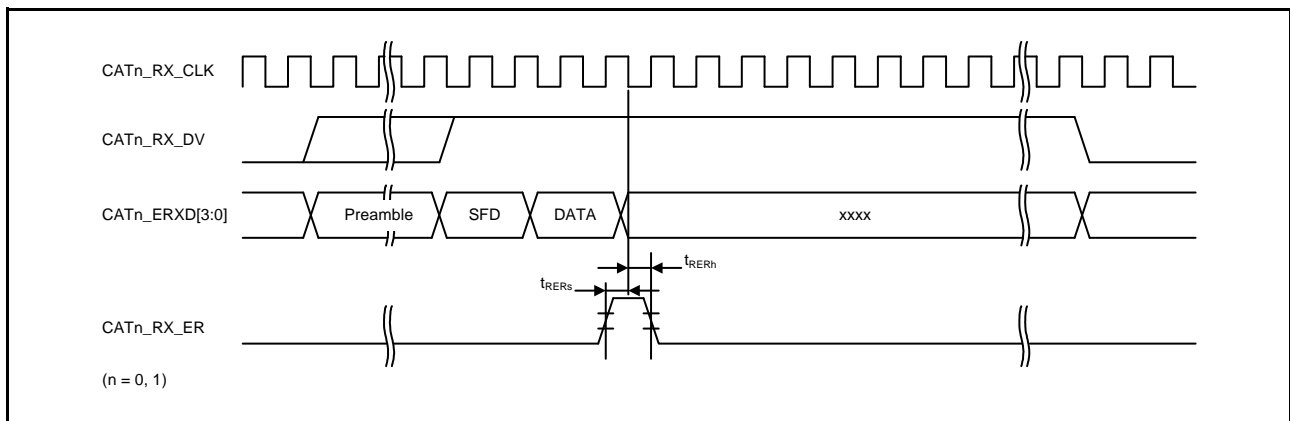 CATn_RX_CLK
CATn_RX_DV
CATn_ERXD[3:0]
Preamble
SFD
DATA
xxxx
tRERh
tRERs
CATn_RX_ER
(n = 0, 1)